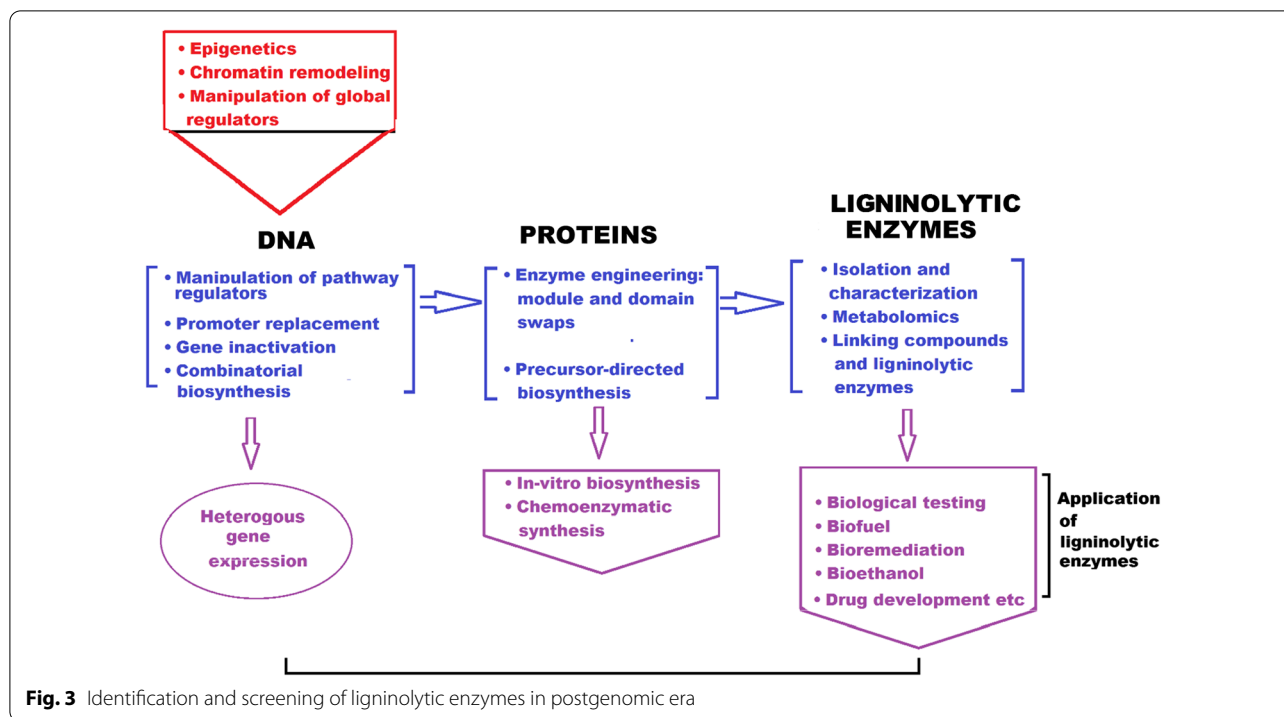 • Epigenetics
• Chromatin remodeling
• Manipulation of global
regulators
DNA
• Manipulation of pathway
regulators
• Promoter replacement
• Gene inactivation
• Combinatorial
biosynthesis
Heterogous
gene
expression
PROTEINS
• Enzyme engineering:
module and domain
swaps
• Precursor-directed
biosynthesis
• In-vitro biosynthesis
• Chemoenzymatic
synthesis
LIGNINOLYTIC
ENZYMES
• Isolation and
characterization
• Metabolomics
• Linking compounds
and ligninolytic
enzymes
• Biological testing
• Biofuel
• Bioremediation
• Bioethanol
• Drug development etc
Application
of
ligninolytic
enzymes
Fig. 3 Identification and screening of ligninolytic enzymes in postgenomic era